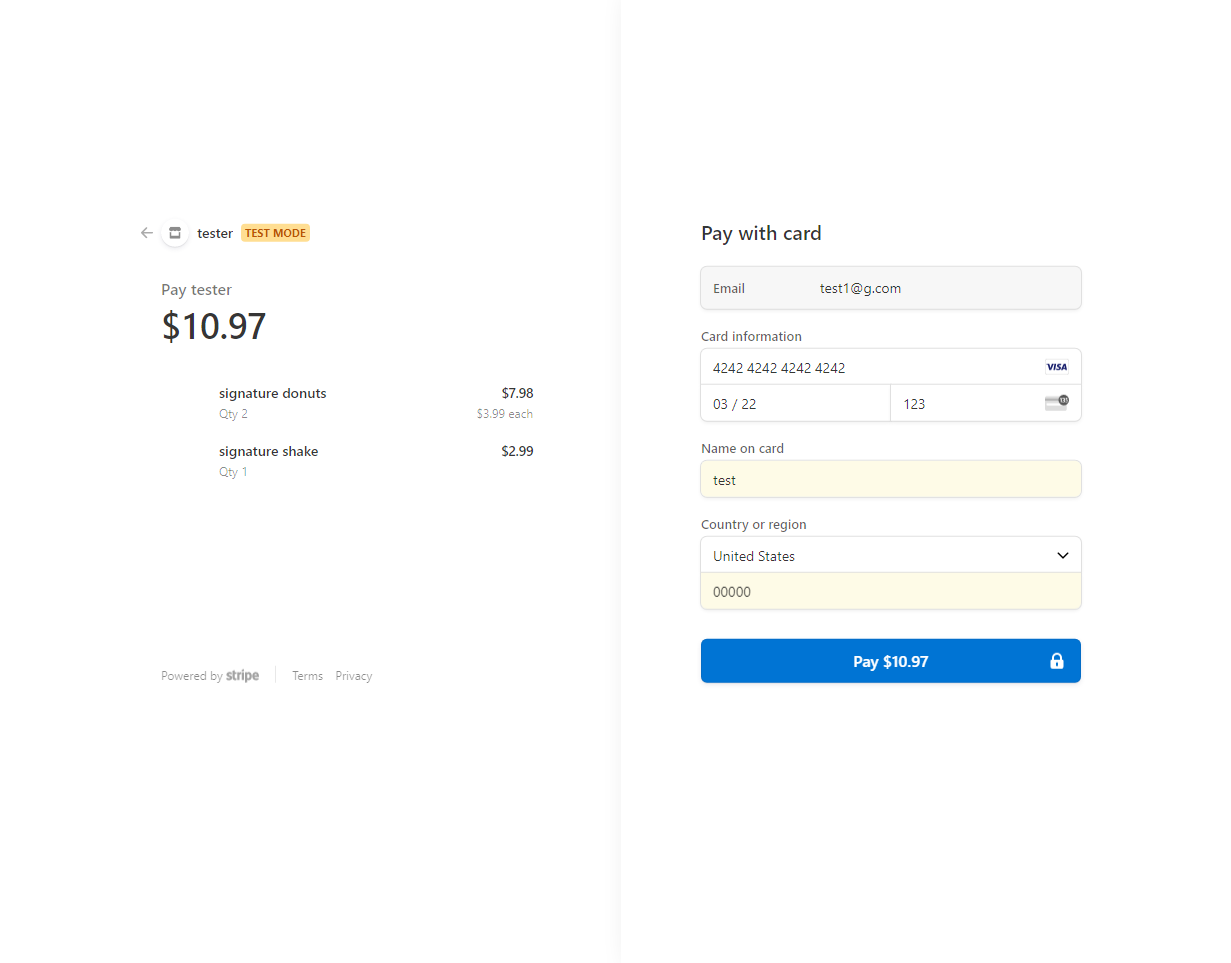 tester TEST MODE
Pay tester
$10.97
signature donuts $7.98
Qty 2 $3.99 each
signature shake $2.99
Qty 1
Powered by stripe Terms Privacy
Pay with card
Email test1@g.com
Card information
4242 4242 4242 4242 VISA
03 / 22 123
Name on card
test
Country or region
United States
00000
Pay $10.97